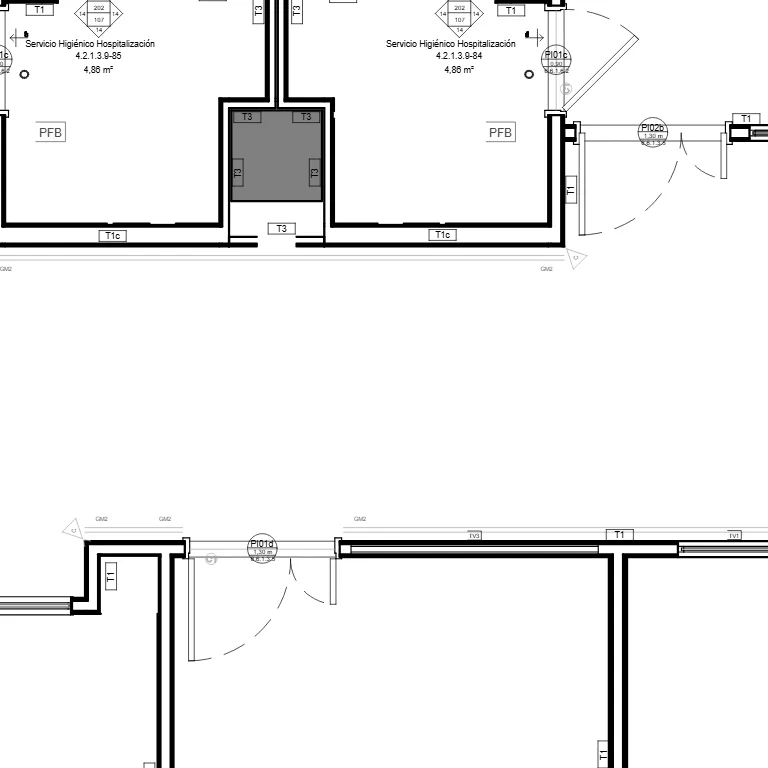 T1
202
14
14
107
14
T3
T3
202
14
14
107
14
T1
Servicio Higiénico Hospitalización
4.2.1.3.9-85
4,86 m²
Servicio Higiénico Hospitalización
4.2.1.3.9-84
4,86 m²
PI01c
0,90
PFB
T3
T3
PFB
PI02b
1,30 m
T1
T3
T3
T1
T1c
T3
T1c
GM2
GM2
C
C
GM2
GM2
GM2
PI01d
1,30 m
TV3
T1
TV1
T1
T1